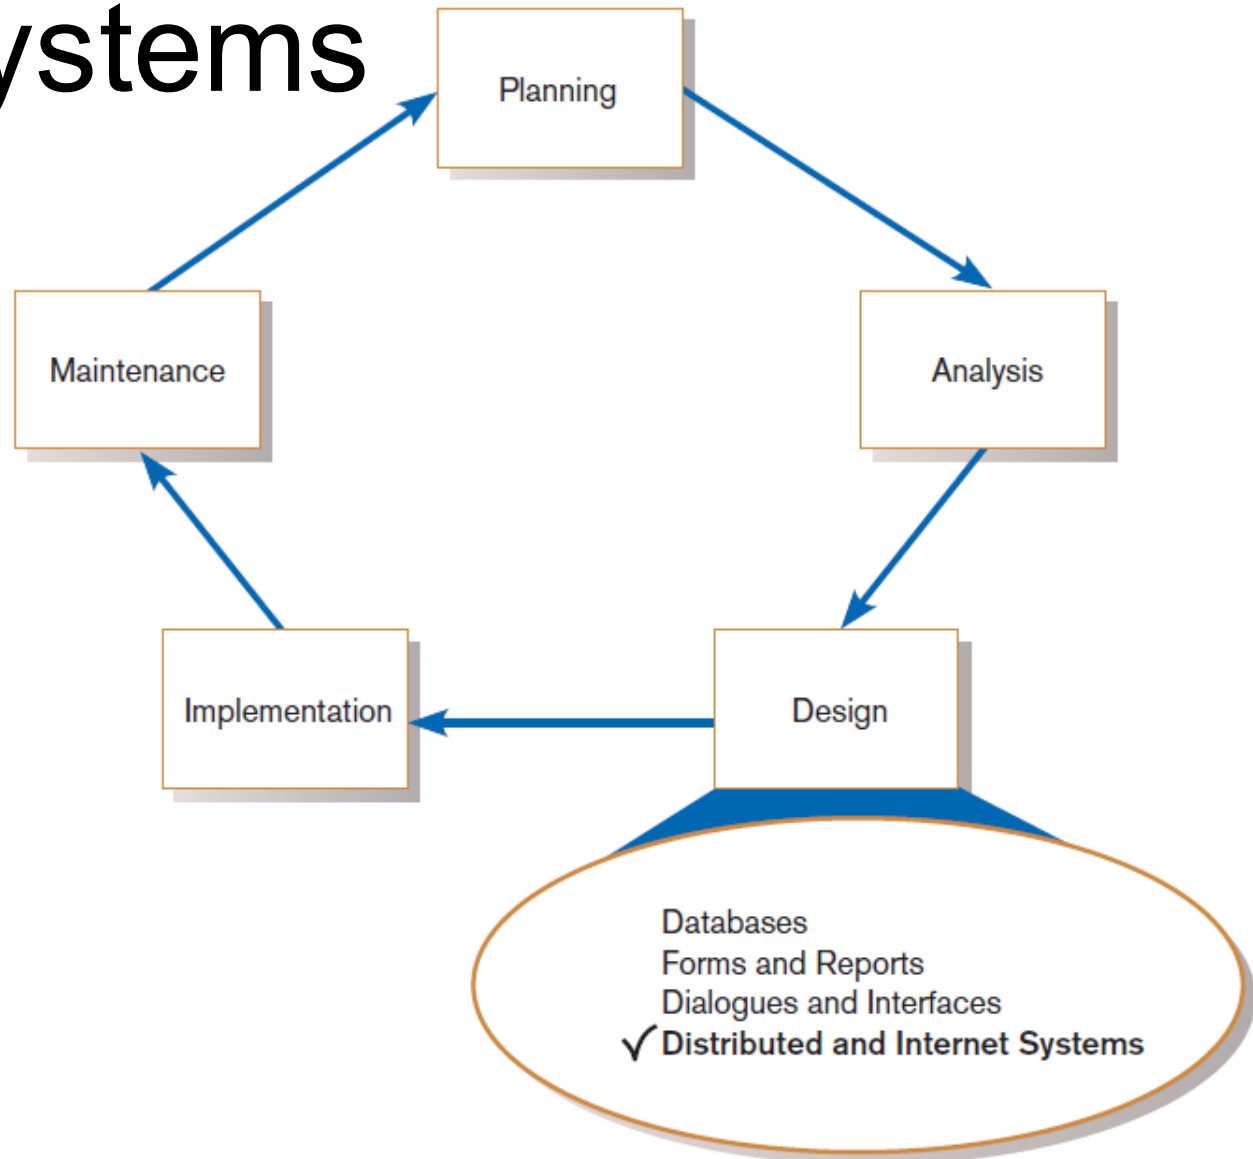 ystems
Planning
Maintenance
Analysis
Implementation
Design
Databases
Forms and Reports
Dialogues and Interfaces
✓Distributed and Internet Systems